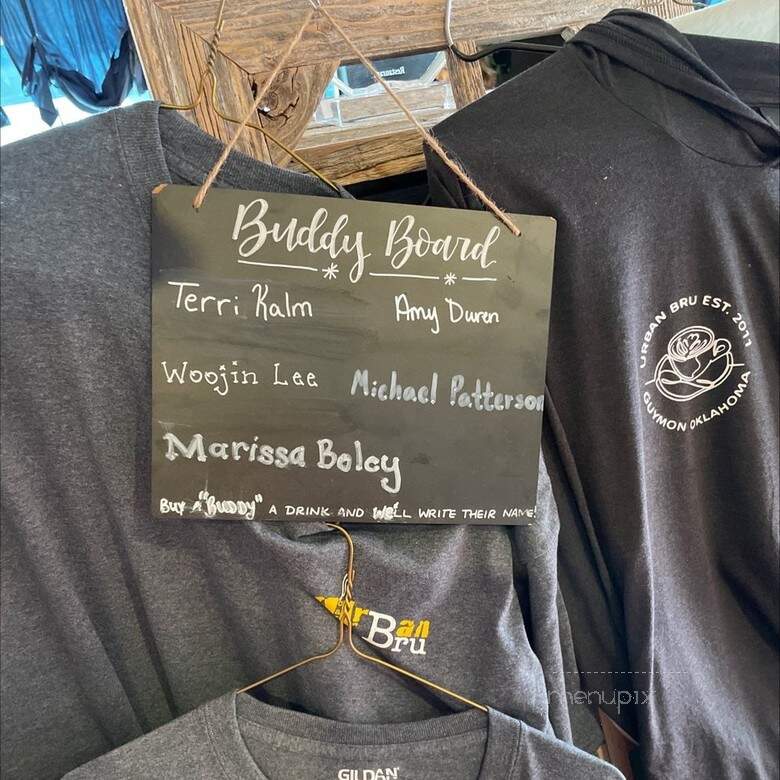 Buddy Board
Terri Kalm
Amy Duren
Woojin Lee
Michael Patterson
Marissa Boley
BUY A "BUDDY" A DRINK AND WE'LL WRITE THEIR NAME!
URBAN BRU EST. 2011
GUYMON OKLAHOMA
urban
Bru
GILDAN
menupix